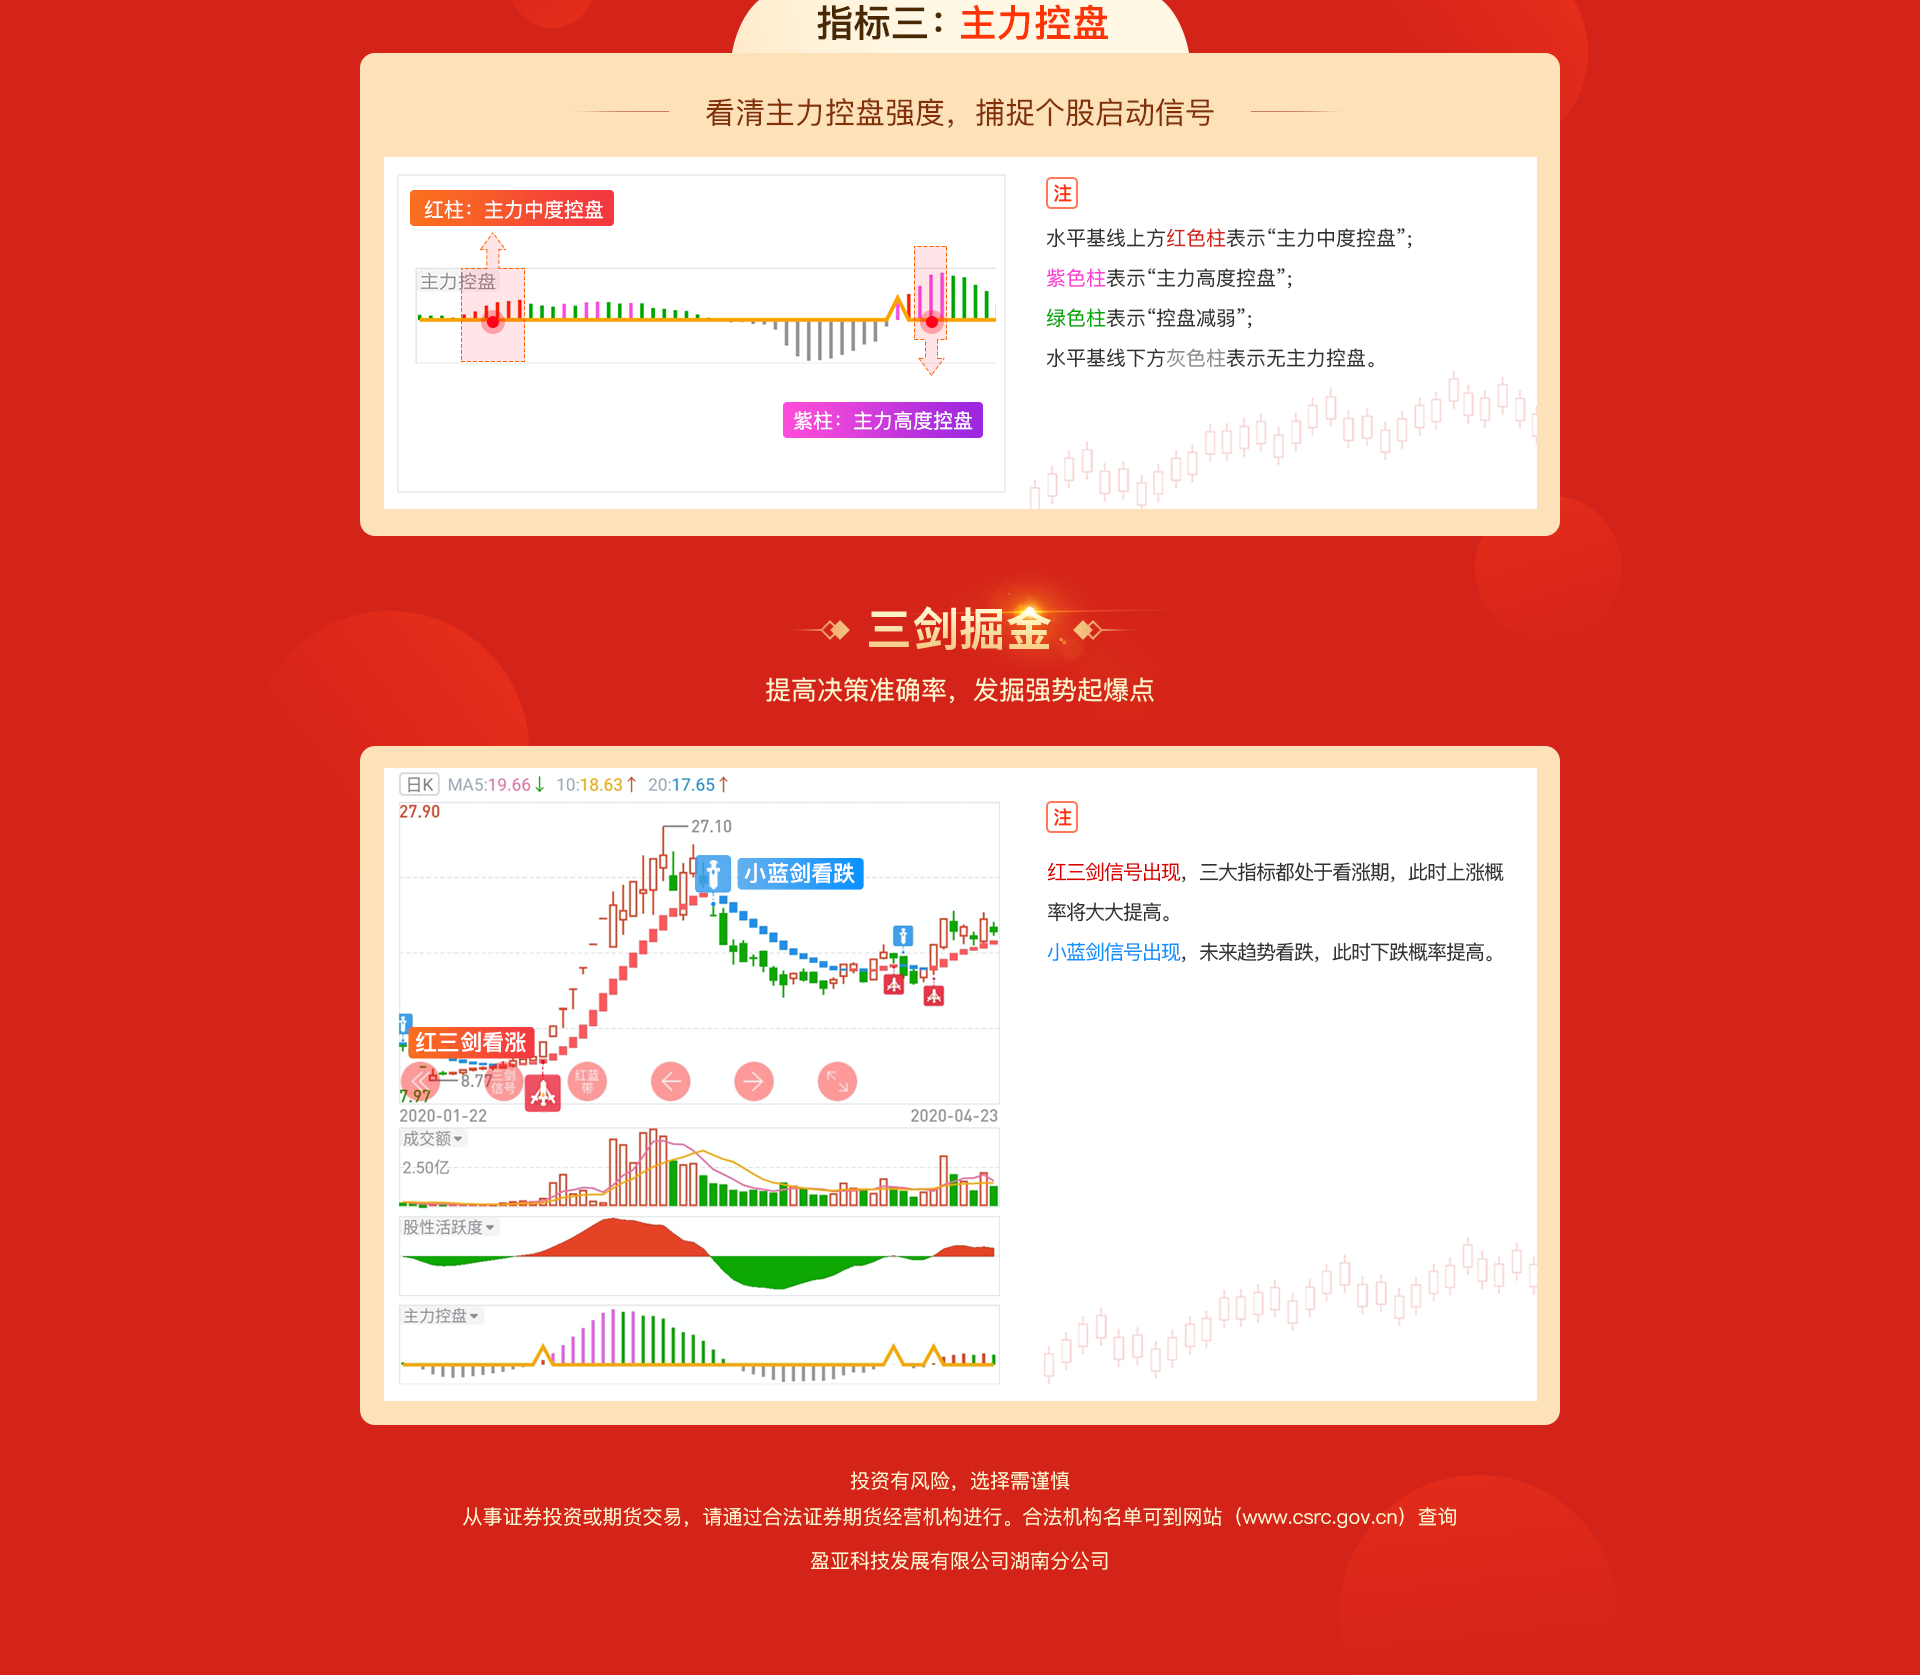 指标三：主力控盘
看清主力控盘强度，捕捉个股启动信号
红柱：主力中度控盘
主力控盘
紫柱：主力高度控盘
注
水平基线上方红色柱表示“主力中度控盘”；
紫色柱表示“主力高度控盘”；
绿色柱表示“控盘减弱”；
水平基线下方灰色柱表示无主力控盘。
三剑掘金
提高决策准确率，发掘强势起爆点
日K MA5:19.66↓ 10:18.63↑ 20:17.65↑
27.90
27.10
小蓝剑看跌
红三剑看涨
8.77
三剑信号
红蓝带
7.97
2020-01-22
2020-04-23
成交额
2.50亿
股性活跃度
主力控盘
注
红三剑信号出现，三大指标都处于看涨期，此时上涨概
率将大大提高。
小蓝剑信号出现，未来趋势看跌，此时下跌概率提高。
投资有风险，选择需谨慎
从事证券投资或期货交易，请通过合法证券期货经营机构进行。合法机构名单可到网站（www.csrc.gov.cn）查询
盈亚科技发展有限公司湖南分公司